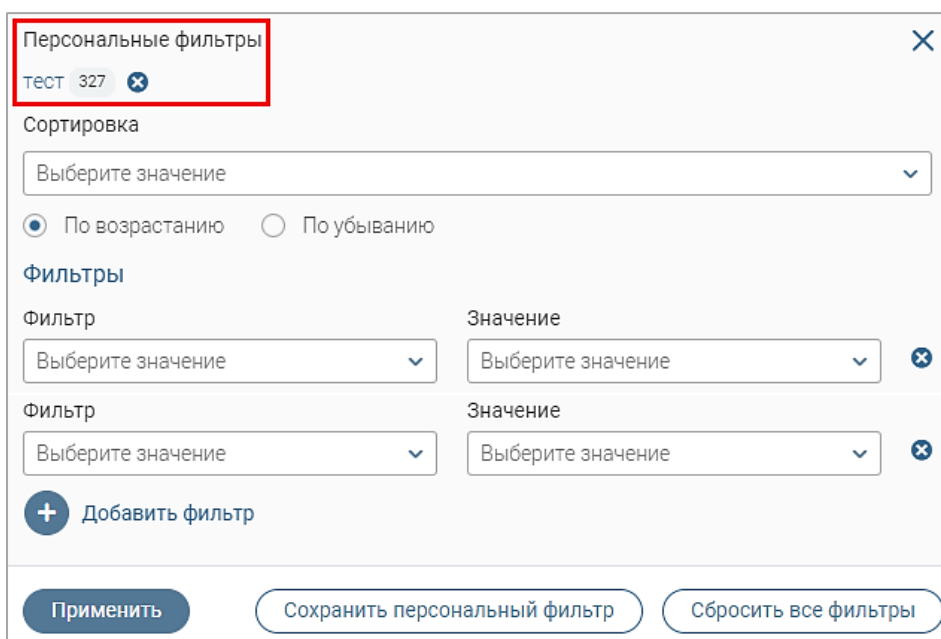 Персональные фильтры
тест 327
Сортировка
Выберите значение
По возрастанию По убыванию
Фильтры
Фильтр Значение
Выберите значение Выберите значение
Фильтр Значение
Выберите значение Выберите значение
Добавить фильтр
Применить Сохранить персональный фильтр Сбросить все фильтры